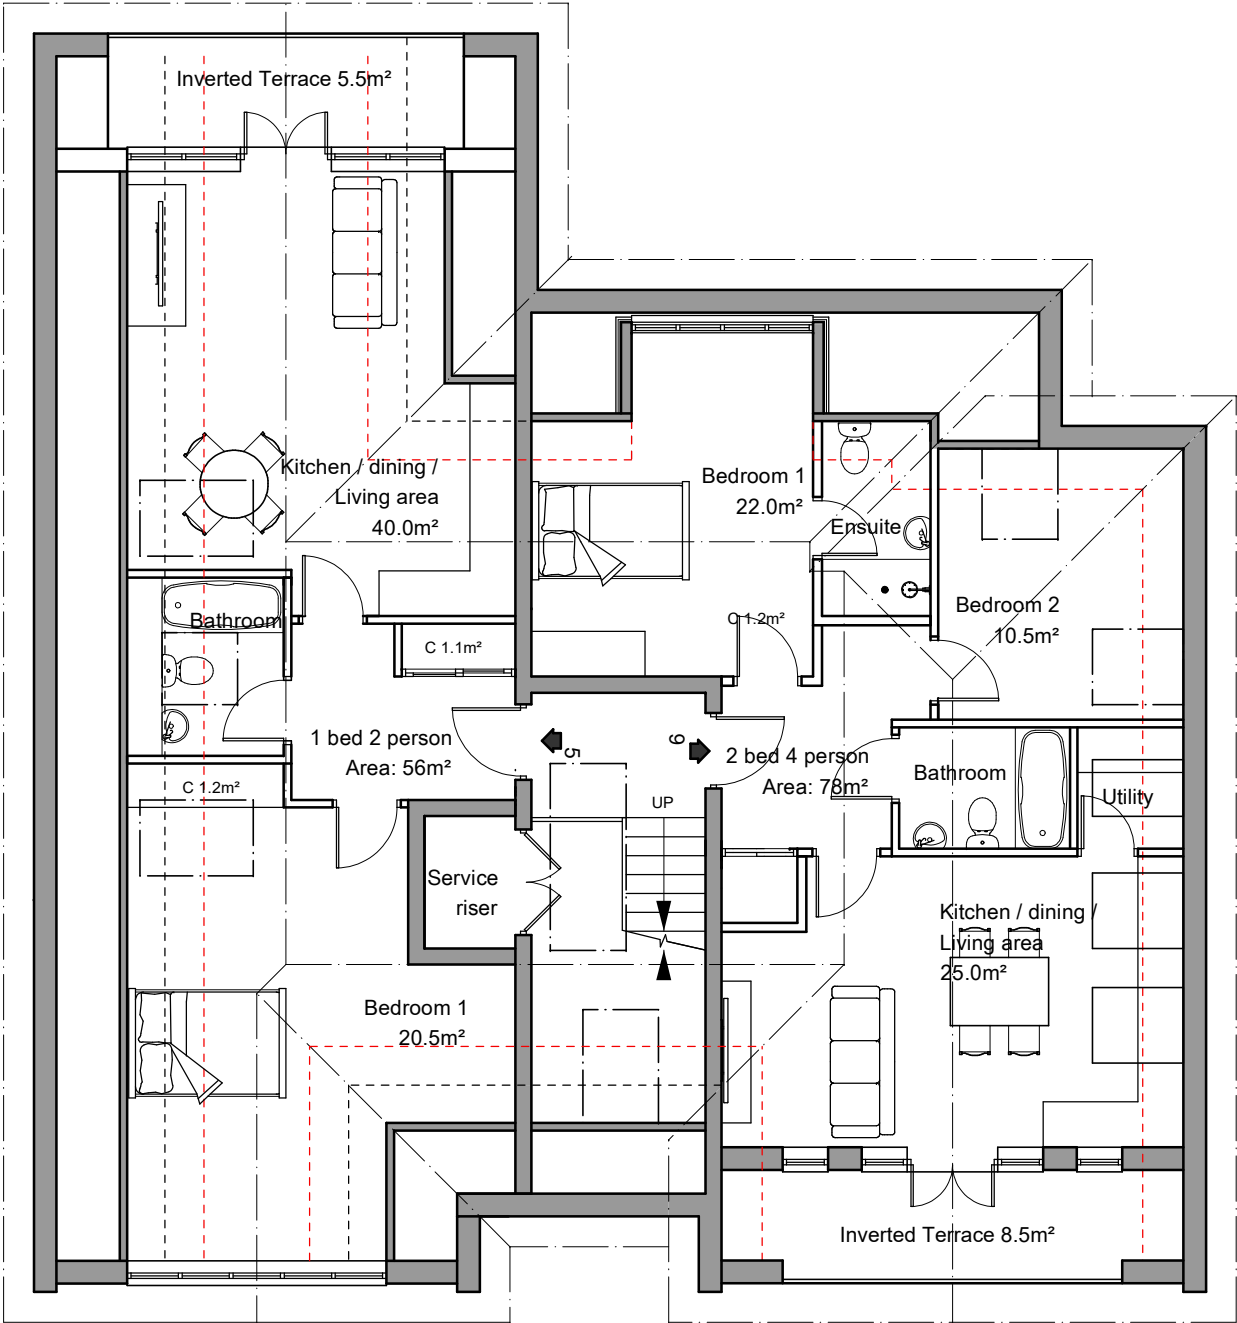 Inverted Terrace 5.5m²
Kitchen / dining /
Living area
40.0m²
Bedroom 1
22.0m²
Ensuite
Bedroom 2
10.5m²
Bathroom
C 1.2m²
C 1.1m²
1 bed 2 person
Area: 56m²
5
6
2 bed 4 person
Area: 78m²
Bathroom
Utility
C 1.2m²
UP
Service
riser
Kitchen / dining /
Living area
25.0m²
Bedroom 1
20.5m²
Inverted Terrace 8.5m²